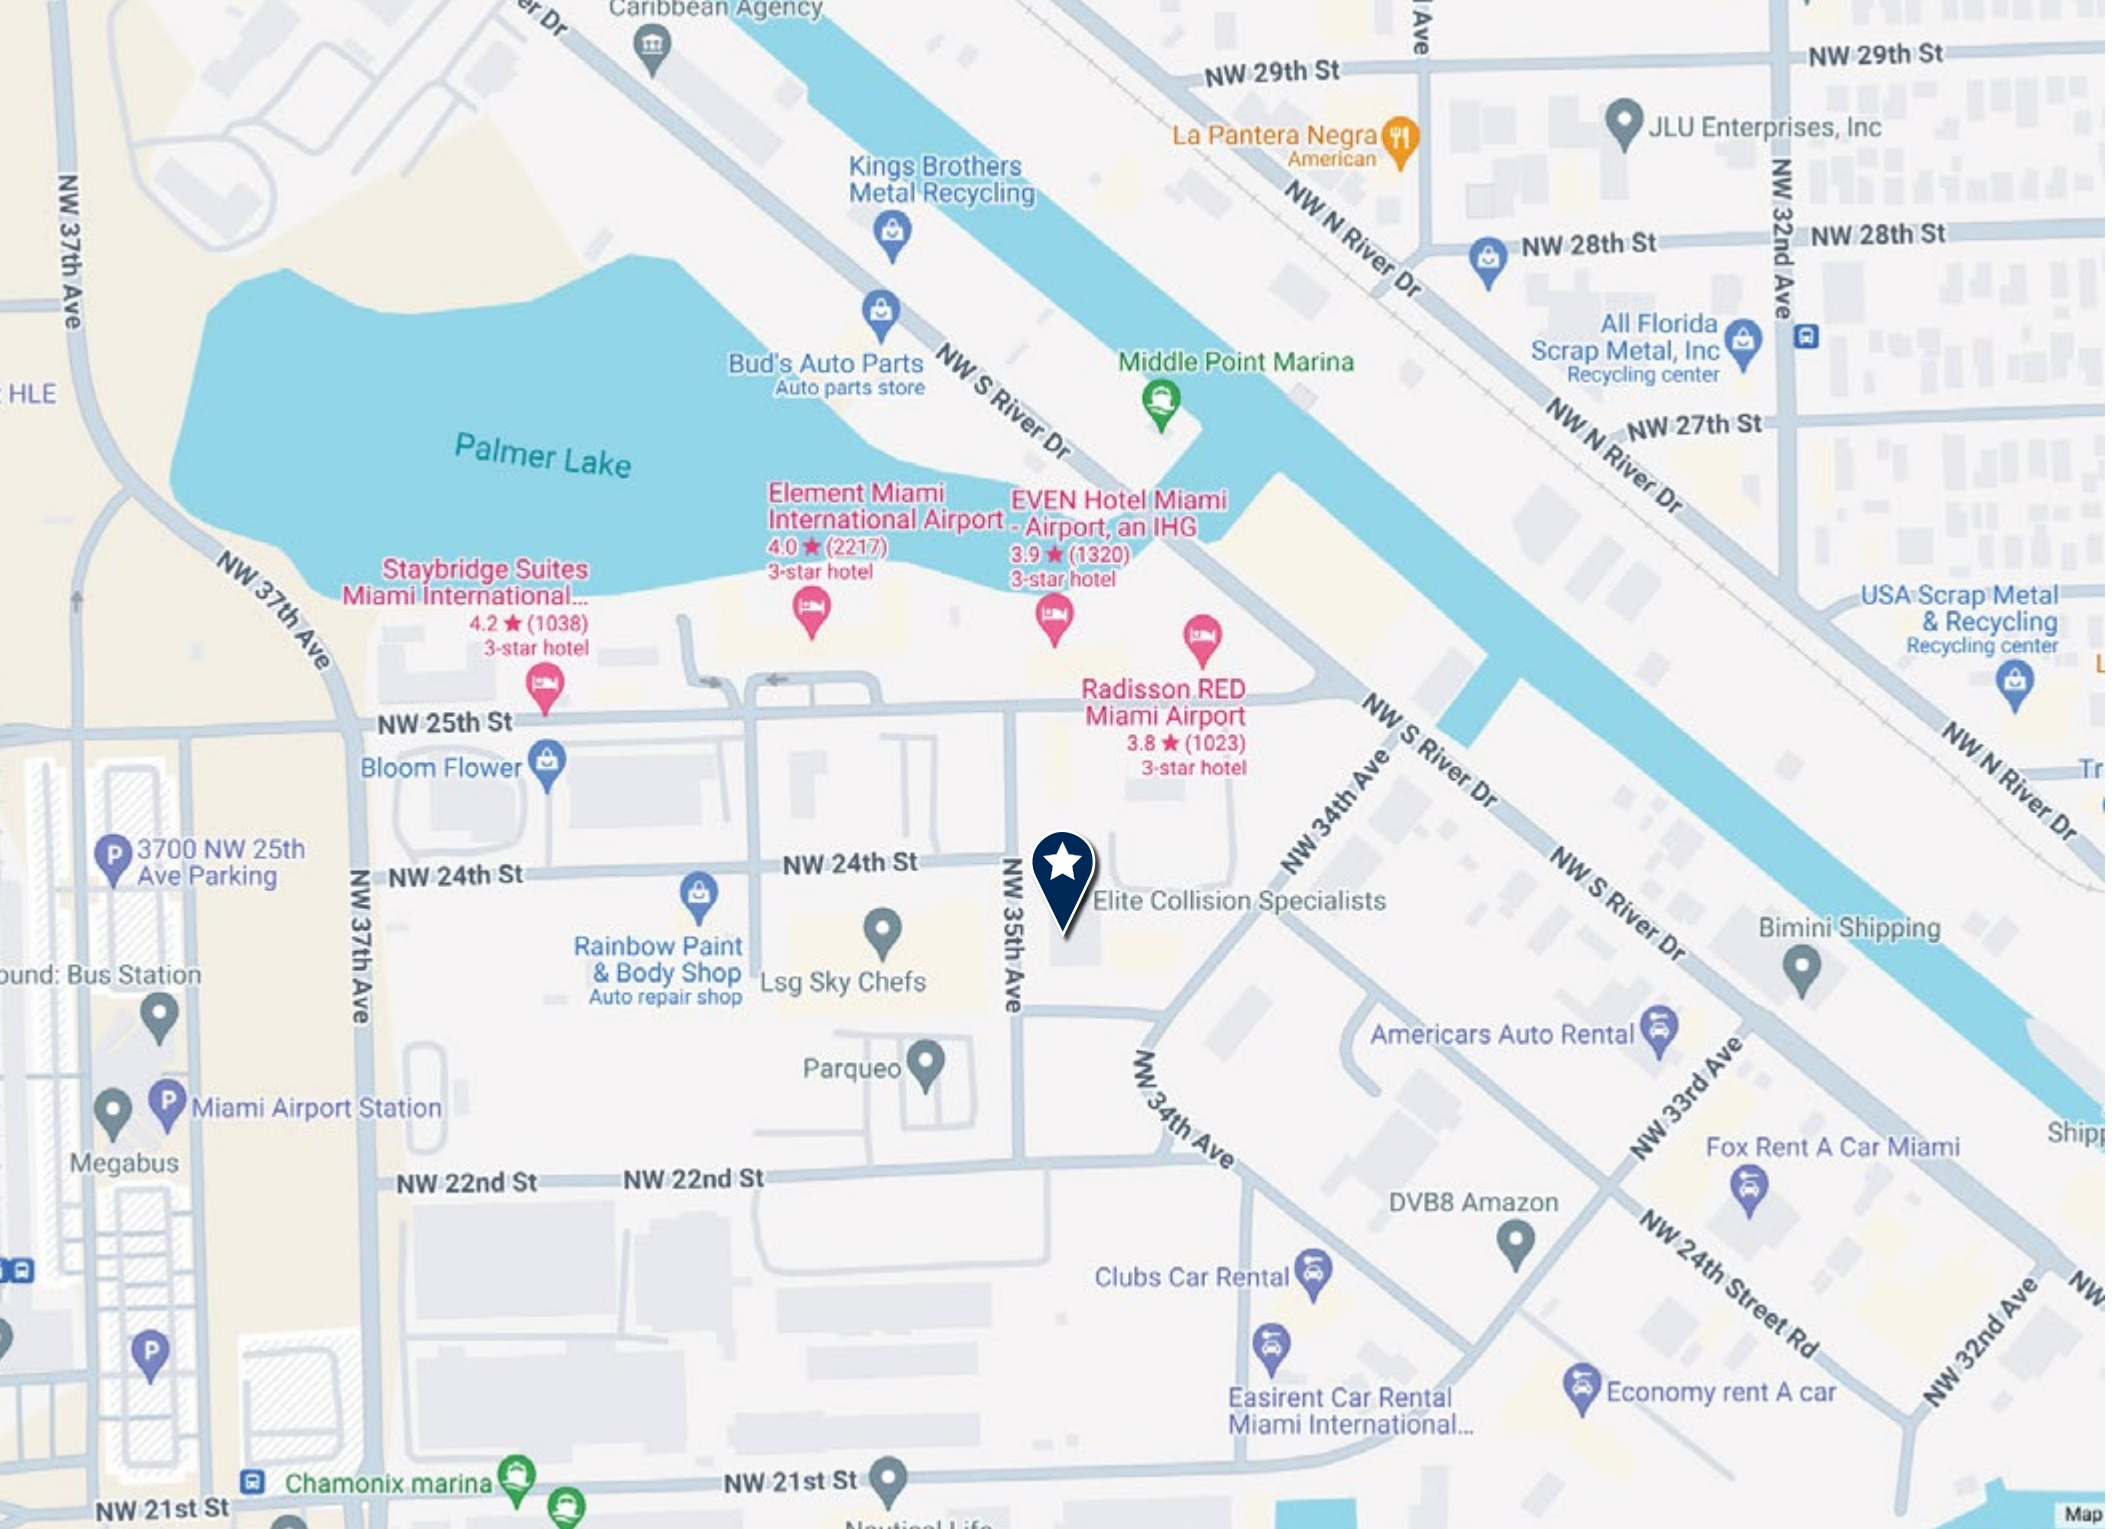 er Dr
Caribbean Agency
Ave
NW 29th St
NW 29th St
La Pantera Negra
American
JLU Enterprises, Inc
NW 37th Ave
Kings Brothers
Metal Recycling
NW N River Dr
NW 32nd Ave
NW 28th St
NW 28th St
All Florida
Scrap Metal, Inc
Recycling center
Bud's Auto Parts
Auto parts store
NW S River Dr
Middle Point Marina
HLE
NW N River Dr
NW 27th St
Palmer Lake
Element Miami
International Airport
4.0 ★ (2217)
3-star hotel
EVEN Hotel Miami
- Airport, an IHG
3.9 ★ (1320)
3-star hotel
NW 37th Ave
Staybridge Suites
Miami International...
4.2 ★ (1038)
3-star hotel
USA Scrap Metal
& Recycling
Recycling center
L
Radisson RED
Miami Airport
3.8 ★ (1023)
3-star hotel
NW 25th St
NW S River Dr
NW N River Dr
Tr
Bloom Flower
NW 34th Ave
P
3700 NW 25th
Ave Parking
NW 24th St
NW 24th St
NW 37th Ave
NW 35th Ave
Elite Collision Specialists
NW S River Dr
Bimini Shipping
Rainbow Paint
& Body Shop
Auto repair shop
Lsg Sky Chefs
ound: Bus Station
Americars Auto Rental
Parqueo
NW 34th Ave
NW 33rd Ave
P
Miami Airport Station
Megabus
Shipp
Fox Rent A Car Miami
NW 22nd St
NW 22nd St
DVB8 Amazon
NW 24th Street Rd
Clubs Car Rental
NW
NW 32nd Ave
P
Easirent Car Rental
Miami International...
Economy rent A car
Chamonix marina
NW 21st St
NW 21st St
Map